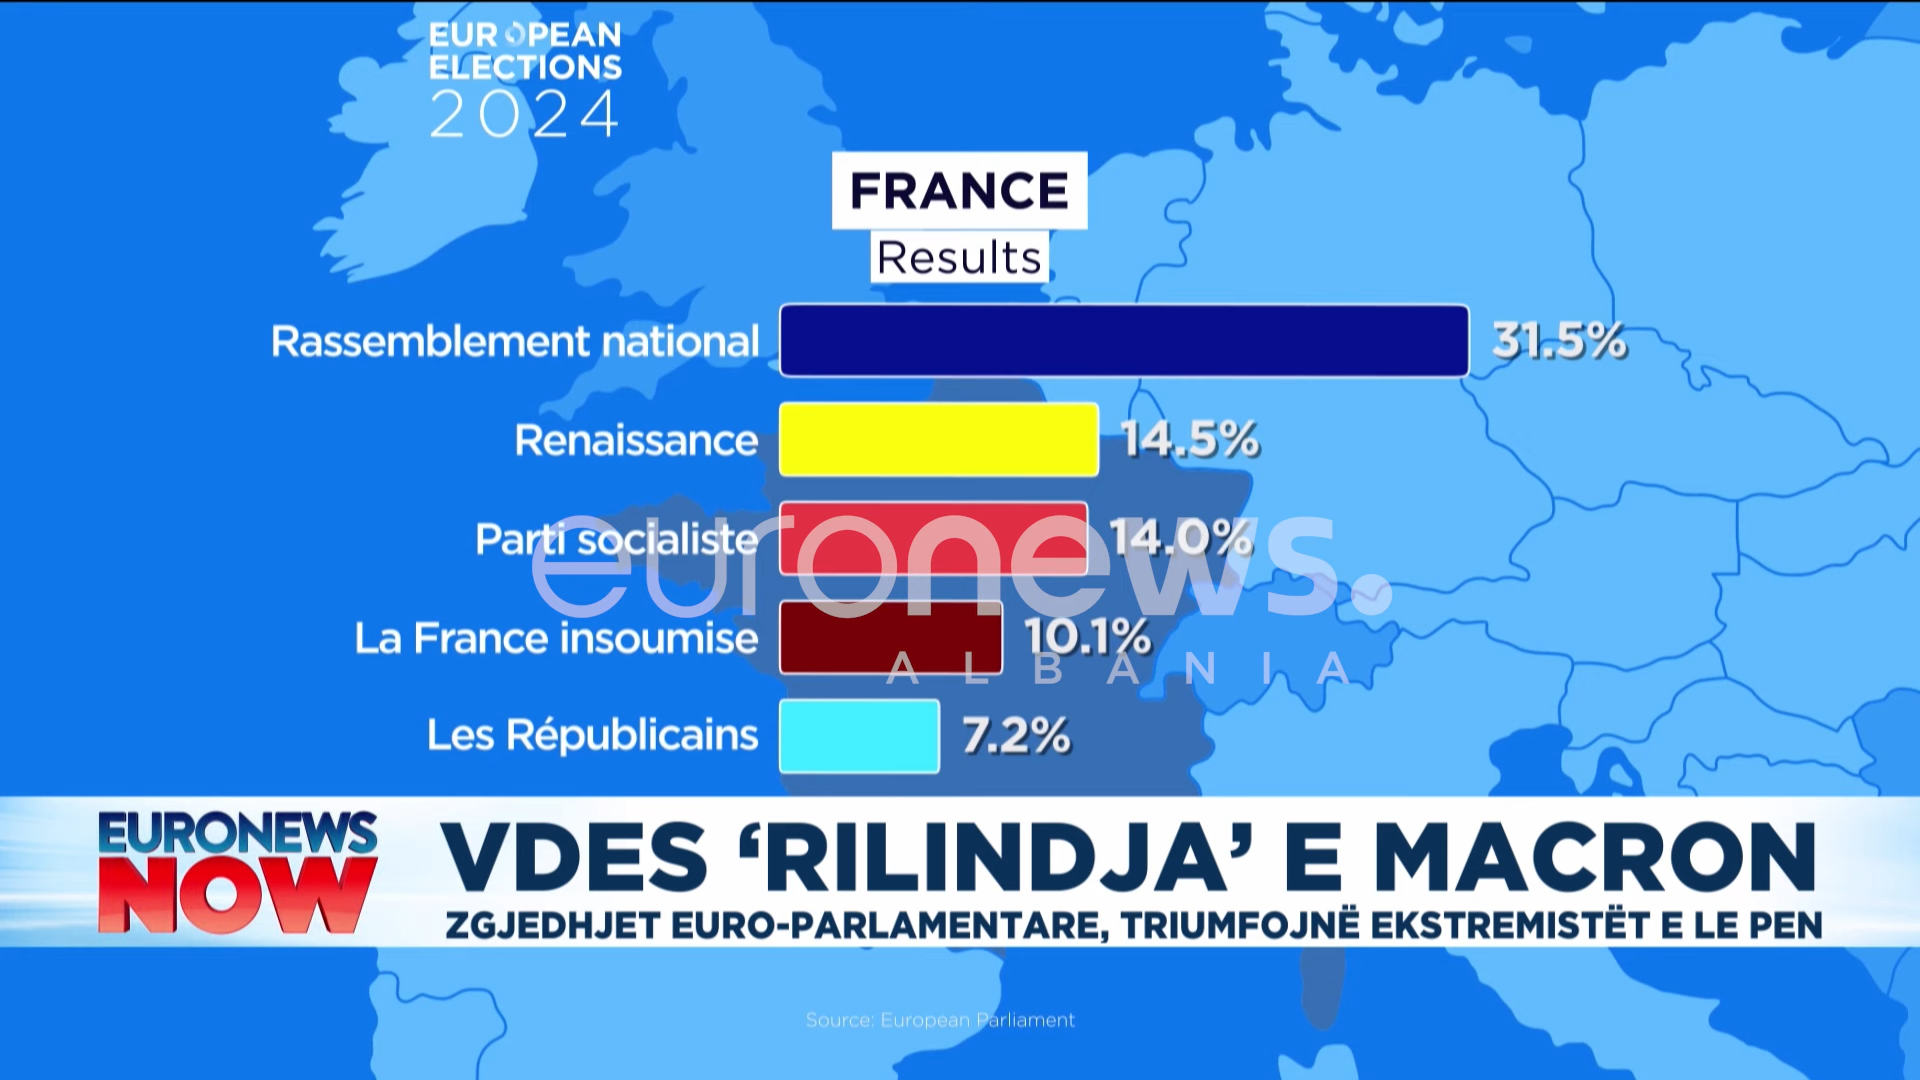 EUROPEAN
ELECTIONS
2024
FRANCE
Results
Rassemblement national 31.5%
Renaissance 14.5%
Parti socialiste 14.0%
La France insoumise 10.1%
Les Républicains 7.2%
euronews.
ALBANIA
EURONEWS
NOW
VDES ‘RILINDJA’ E MACRON
ZGJEDHJET EURO-PARLAMENTARE, TRIUMFOJNË EKSTREMISTËT E LE PEN
Source: European Parliament